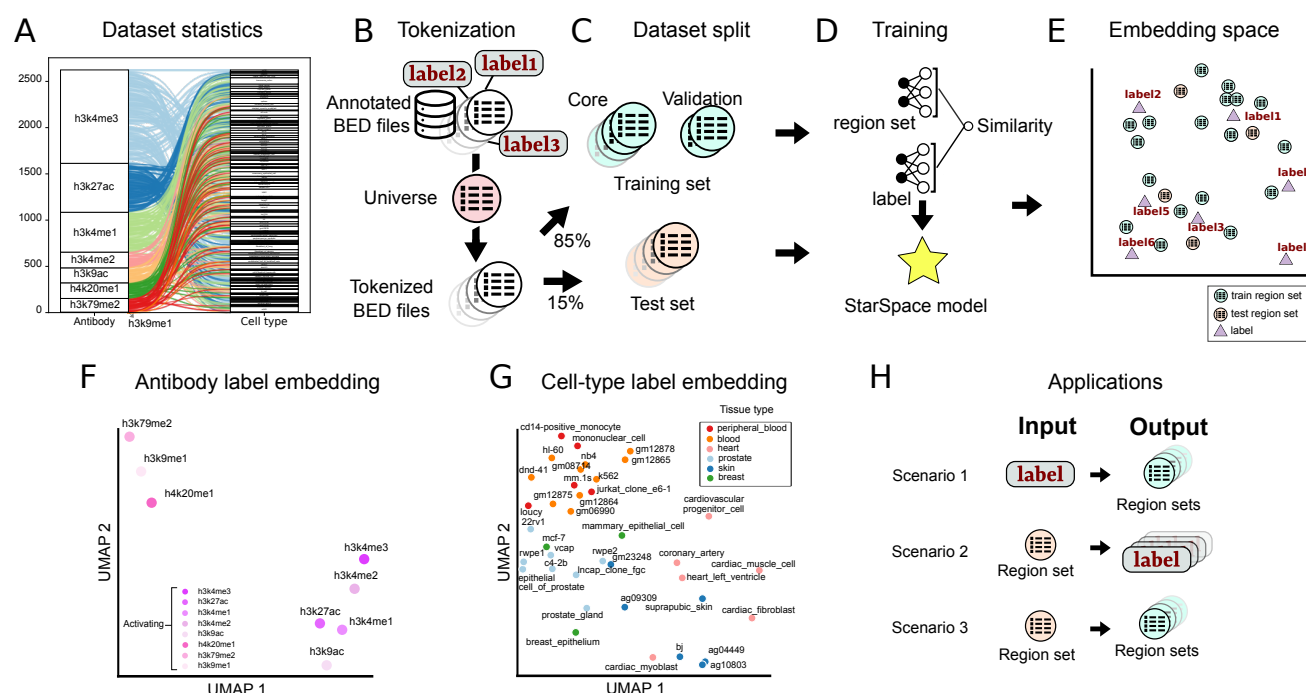 A
Dataset statistics
2500
2000
1500
1000
500
0
h3k4me3
h3k27ac
h3k4me1
h3k4me2
h3k9ac
h4k20me1
h3k79me2
Antibody
h3k9me1
Cell type
B
Tokenization
label2
label1
Annotated
BED files
label3
Universe
Tokenized
BED files
85%
15%
C
Dataset split
Core
Validation
Training set
Test set
D
Training
region set
Similarity
label
StarSpace model
E
Embedding space
label2
label1
label
label5
label3
label6
label
train region set
test region set
label
F
Antibody label embedding
UMAP 2
h3k79me2
h3k9me1
h4k20me1
h3k4me3
h3k4me2
h3k27ac
h3k4me1
h3k9ac
Activating
h3k4me3
h3k27ac
h3k4me1
h3k4me2
h3k9ac
h4k20me1
h3k79me2
h3k9me1
UMAP 1
G
Cell-type label embedding
UMAP 2
Tissue type
peripheral_blood
blood
heart
prostate
skin
breast
cd14-positive_monocyte
mononuclear_cell
hl-60
nb4
gm12878
gm12865
dnd-41
gm08714
k562
mm.1s
jurkat_clone_e6-1
gm12875
gm12864
gm06990
loucy
22rv1
cardiovascular
progenitor_cell
mammary_epithelial_cell
mcf-7
vcap
rwpe1
rwpe2
gm23248
coronary_artery
c4-2b
lncap_clone_fgc
cardiac_muscle_cell
epithelial
cell_of_prostate
heart_left_ventricle
ag09309
prostate_gland
suprapubic_skin
cardiac_fibroblast
breast_epithelium
bj
ag04449
cardiac_myoblast
ag10803
UMAP 1
H
Applications
Input
Output
Scenario 1
label
Region sets
Scenario 2
Region set
label
Scenario 3
Region set
Region sets